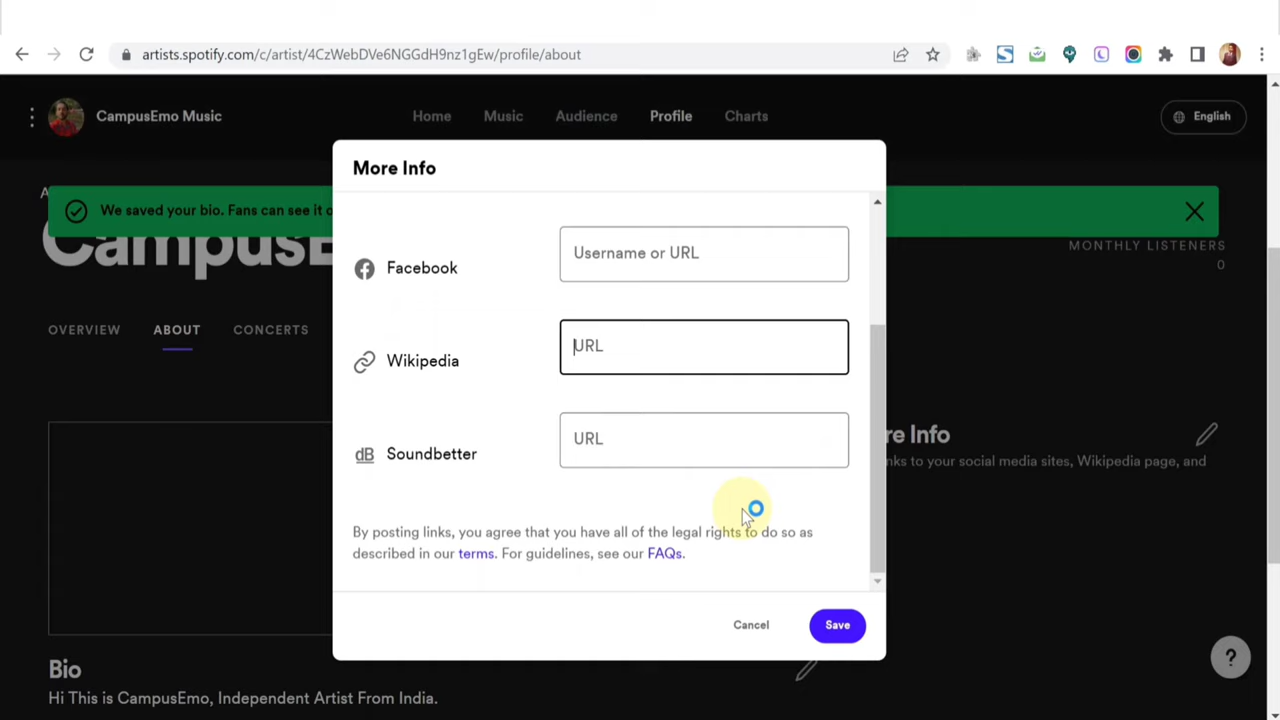 artists.spotify.com/c/artist/4CzWebDVe6NGGdH9nz1gEw/profile/about
CampusEmo Music
Home
Music
Audience
Profile
Charts
English
More Info
We saved your bio. Fans can see it o
CampusE
MONTHLY LISTENERS
0
Facebook
Username or URL
OVERVIEW
ABOUT
CONCERTS
Wikipedia
URL
Soundbetter
URL
re Info
nks to your social media sites, Wikipedia page, and
By posting links, you agree that you have all of the legal rights to do so as
described in our terms. For guidelines, see our FAQs.
Cancel
Save
Bio
Hi This is CampusEmo, Independent Artist From India.